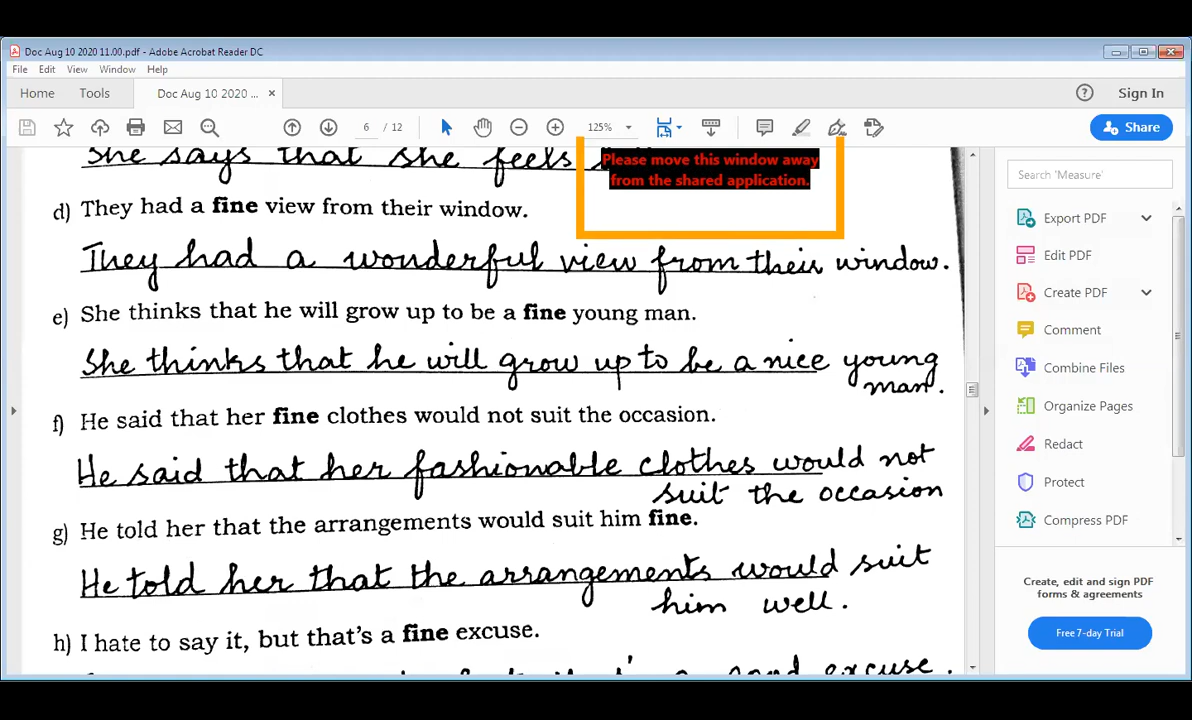 Doc Aug 10 2020 11.00.pdf - Adobe Acrobat Reader DC
File Edit View Window Help
Home Tools Doc Aug 10 2020 ... × Sign In
6 / 12 125% Share
She says that she feels
Please move this window away
from the shared application.
d) They had a fine view from their window.
They had a wonderful view from their window.
e) She thinks that he will grow up to be a fine young man.
She thinks that he will grow up to be a nice young
man.
f) He said that her fine clothes would not suit the occasion.
He said that her fashionable clothes would not
suit the occasion
g) He told her that the arrangements would suit him fine.
He told her that the arrangements would suit
him well.
h) I hate to say it, but that's a fine excuse.
that's a good excuse.
Search 'Measure'
Export PDF
Edit PDF
Create PDF
Comment
Combine Files
Organize Pages
Redact
Protect
Compress PDF
Create, edit and sign PDF
forms & agreements
Free 7-day Trial